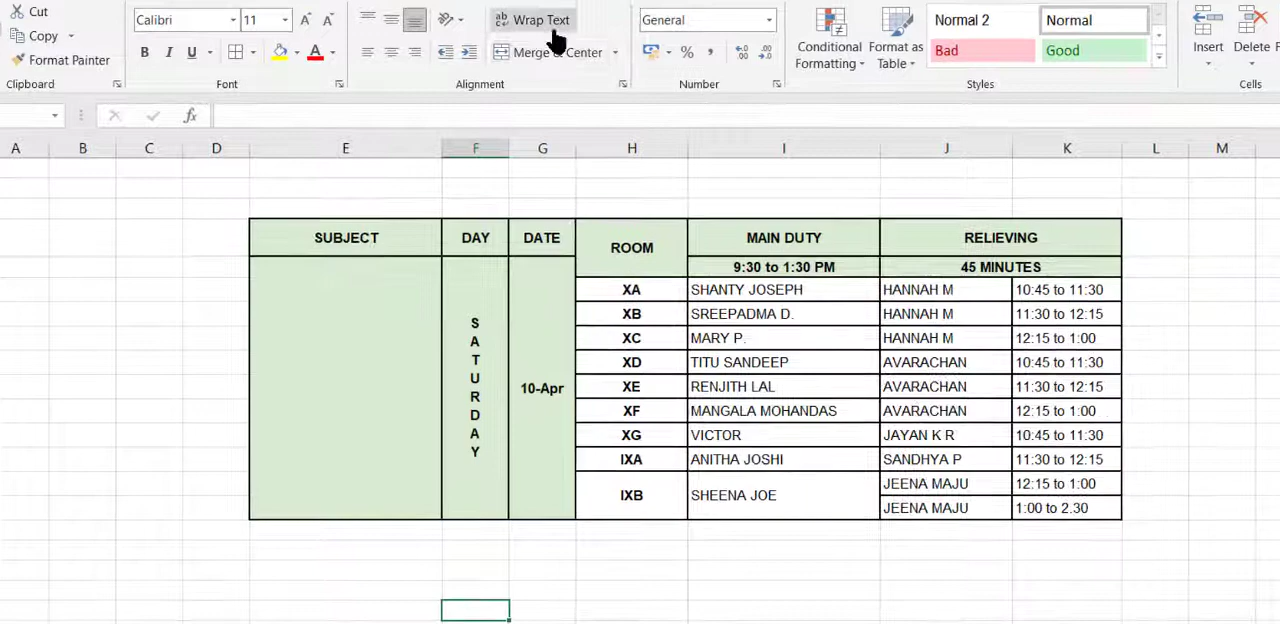 Cut
Calibri 11 A A
ab Wrap Text
General
Normal 2 Normal
Copy
Format Painter
B I U A
Merge & Center
% ,
Conditional Formatting
Format as Table
Bad Good
Insert Delete
Clipboard Font Alignment Number Styles Cells
fx
A B C D E F G H I J K L M
SUBJECT DAY DATE ROOM MAIN DUTY RELIEVING
9:30 to 1:30 PM 45 MINUTES
SATURDAY
10-Apr
XA SHANTY JOSEPH HANNAH M 10:45 to 11:30
XB SREEPADMA D. HANNAH M 11:30 to 12:15
XC MARY P. HANNAH M 12:15 to 1:00
XD TITU SANDEEP AVARACHAN 10:45 to 11:30
XE RENJITH LAL AVARACHAN 11:30 to 12:15
XF MANGALA MOHANDAS AVARACHAN 12:15 to 1:00
XG VICTOR JAYAN K R 10:45 to 11:30
IXA ANITHA JOSHI SANDHYA P 11:30 to 12:15
IXB SHEENA JOE JEENA MAJU 12:15 to 1:00
JEENA MAJU 1:00 to 2.30